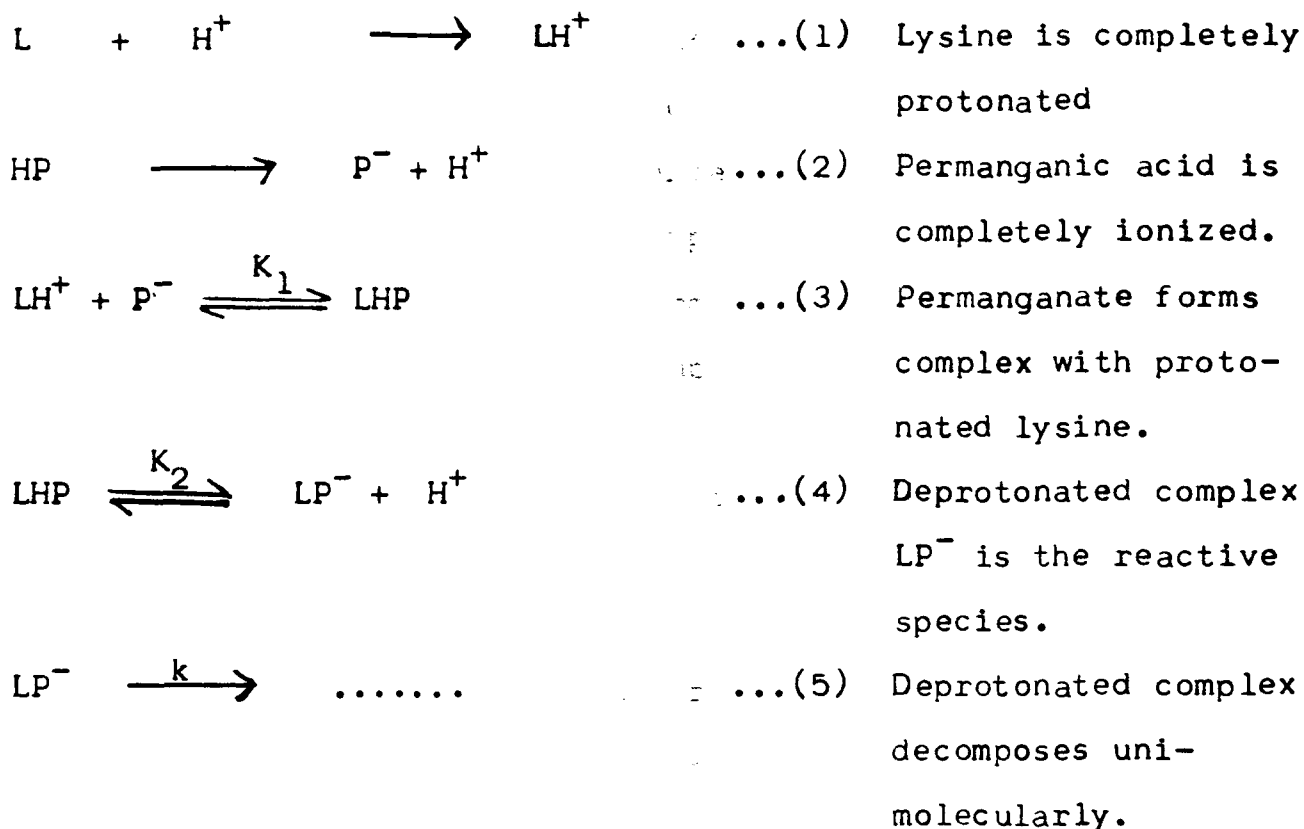 L + H⁺ ⟶ LH⁺ ...(1) Lysine is completely
protonated
HP ⟶ P⁻ + H⁺ ...(2) Permanganic acid is
completely ionized.
LH⁺ + P⁻ ⇌ K₁ LHP ...(3) Permanganate forms
complex with proto-
nated lysine.
LHP ⇌ K₂ LP⁻ + H⁺ ...(4) Deprotonated complex
LP⁻ is the reactive
species.
LP⁻ ⟶ k ....... ...(5) Deprotonated complex
decomposes uni-
molecularly.